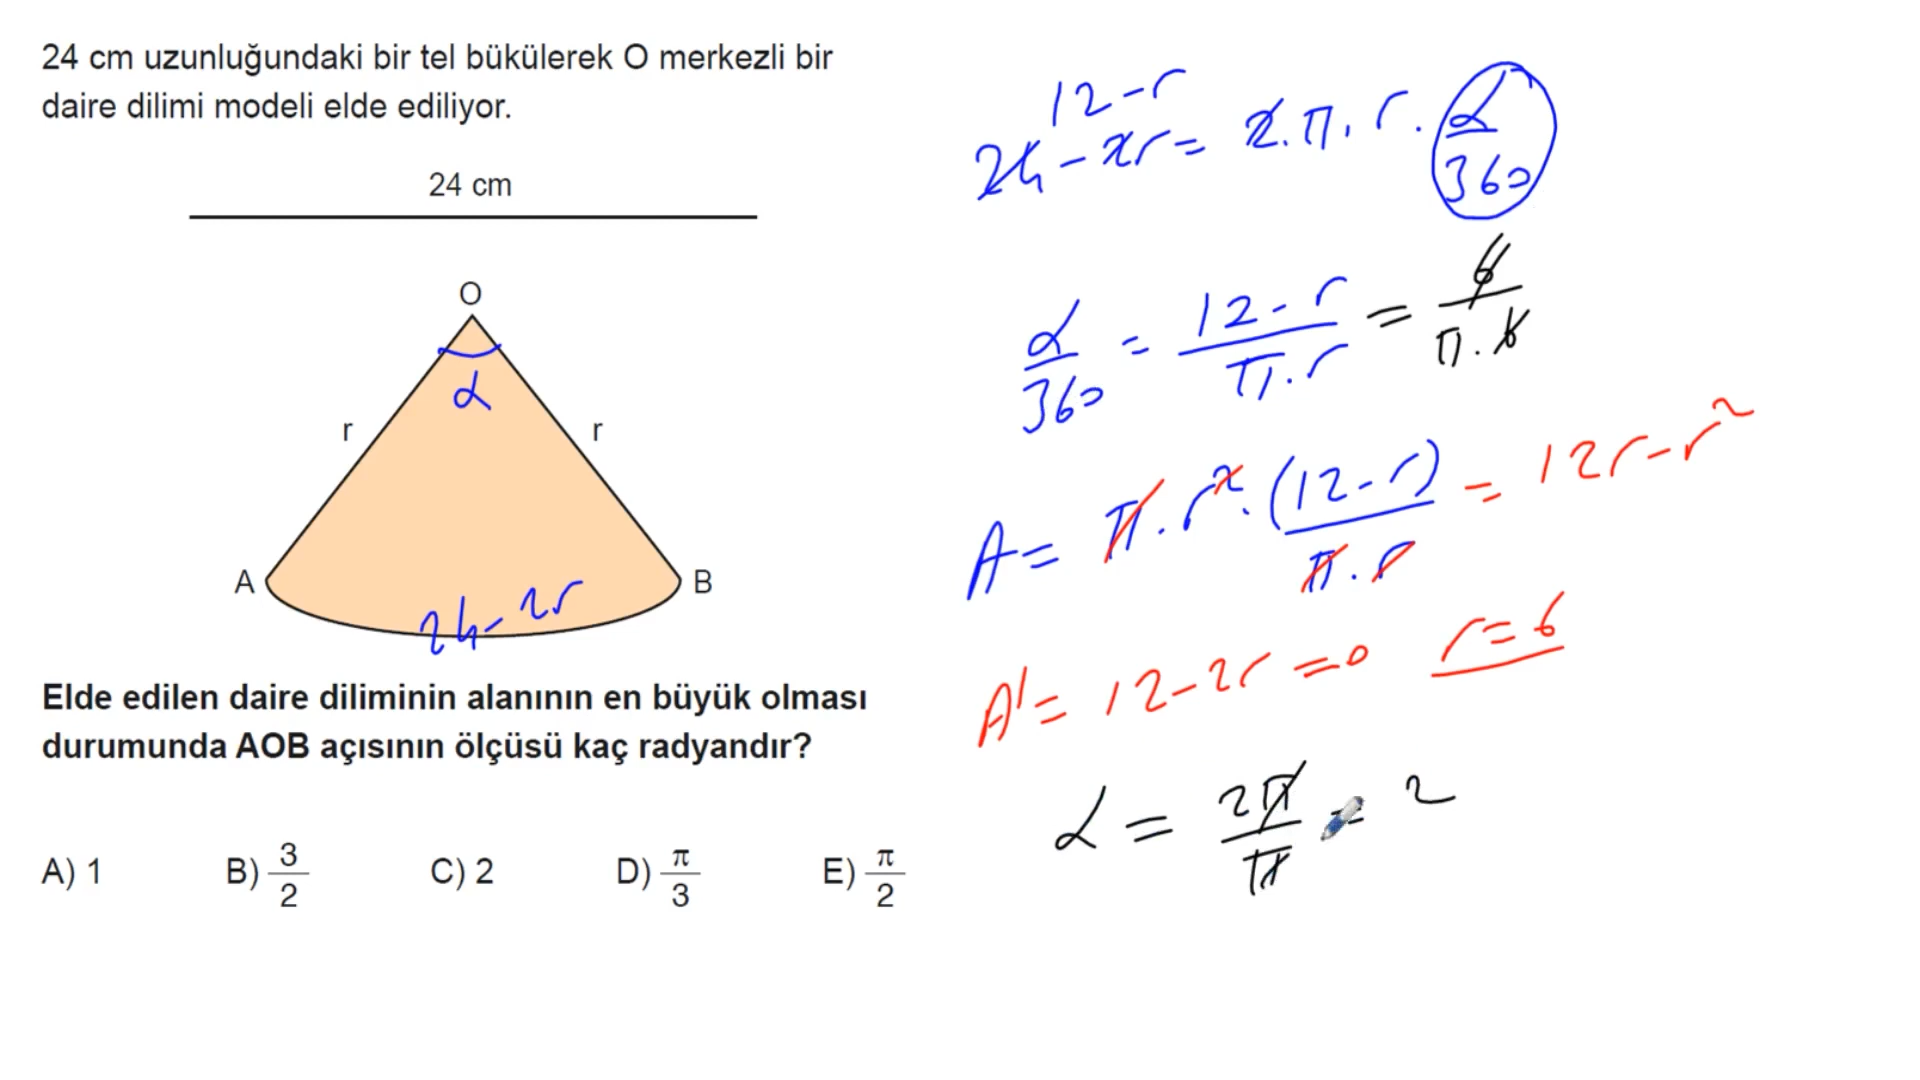 24 cm uzunluğundaki bir tel bükülerek O merkezli bir
daire dilimi modeli elde ediliyor.
24 cm
O
α
r
r
A
B
24-2r
Elde edilen daire diliminin alanının en büyük olması
durumunda AOB açısının ölçüsü kaç radyandır?
A) 1 B) 3/2 C) 2 D) π/3 E) π/2
12-r
24-2r = 2.π.r.α/360
α/360 = 12-r/π.r = 6/π.6
A = π.r².(12-r)/π.r = 12r-r²
A' = 12-2r = 0 r=6
α = 2π/π = 2